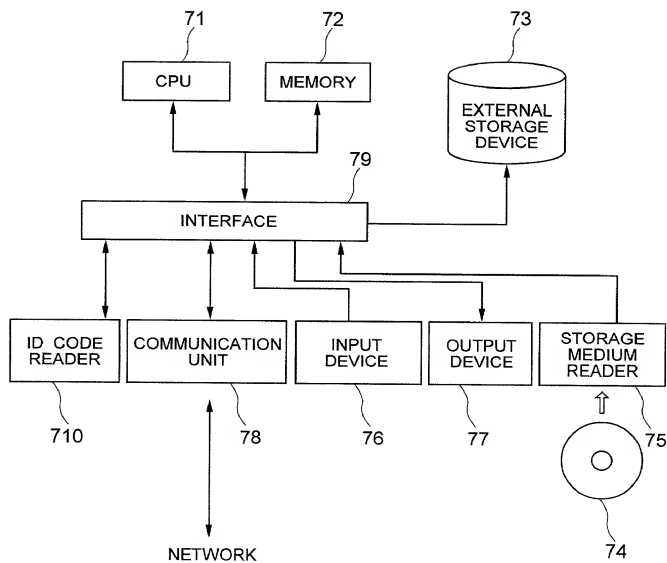 71
72
73
CPU
MEMORY
EXTERNAL
STORAGE
DEVICE
79
INTERFACE
ID CODE
READER
COMMUNICATION
UNIT
INPUT
DEVICE
OUTPUT
DEVICE
STORAGE
MEDIUM
READER
710
78
76
77
75
74
NETWORK